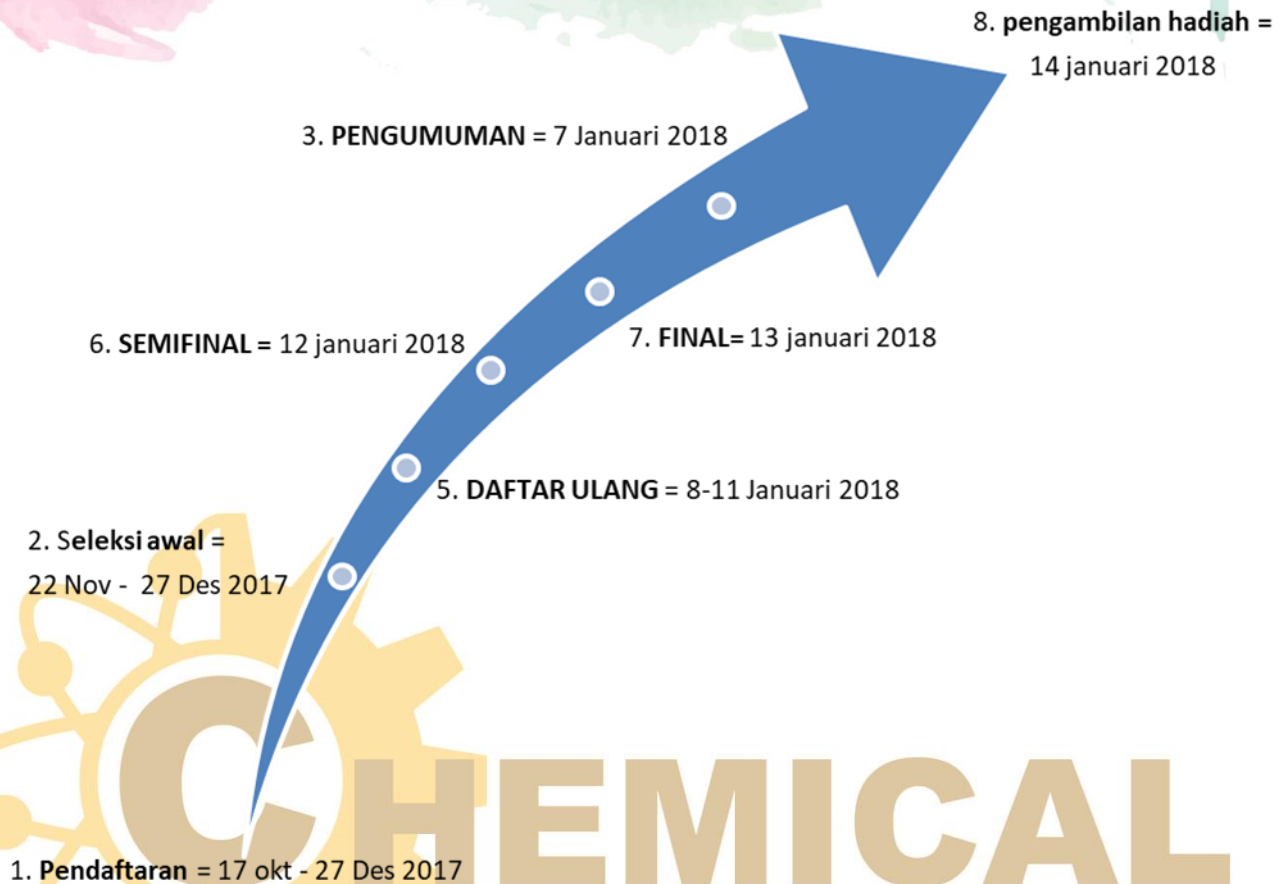 8. pengambilan hadiah =
14 januari 2018
3. PENGUMUMAN = 7 Januari 2018
6. SEMIFINAL = 12 januari 2018
7. FINAL= 13 januari 2018
5. DAFTAR ULANG = 8-11 Januari 2018
2. Seleksi awal =
22 Nov - 27 Des 2017
CHEMICAL
1. Pendaftaran = 17 okt - 27 Des 2017